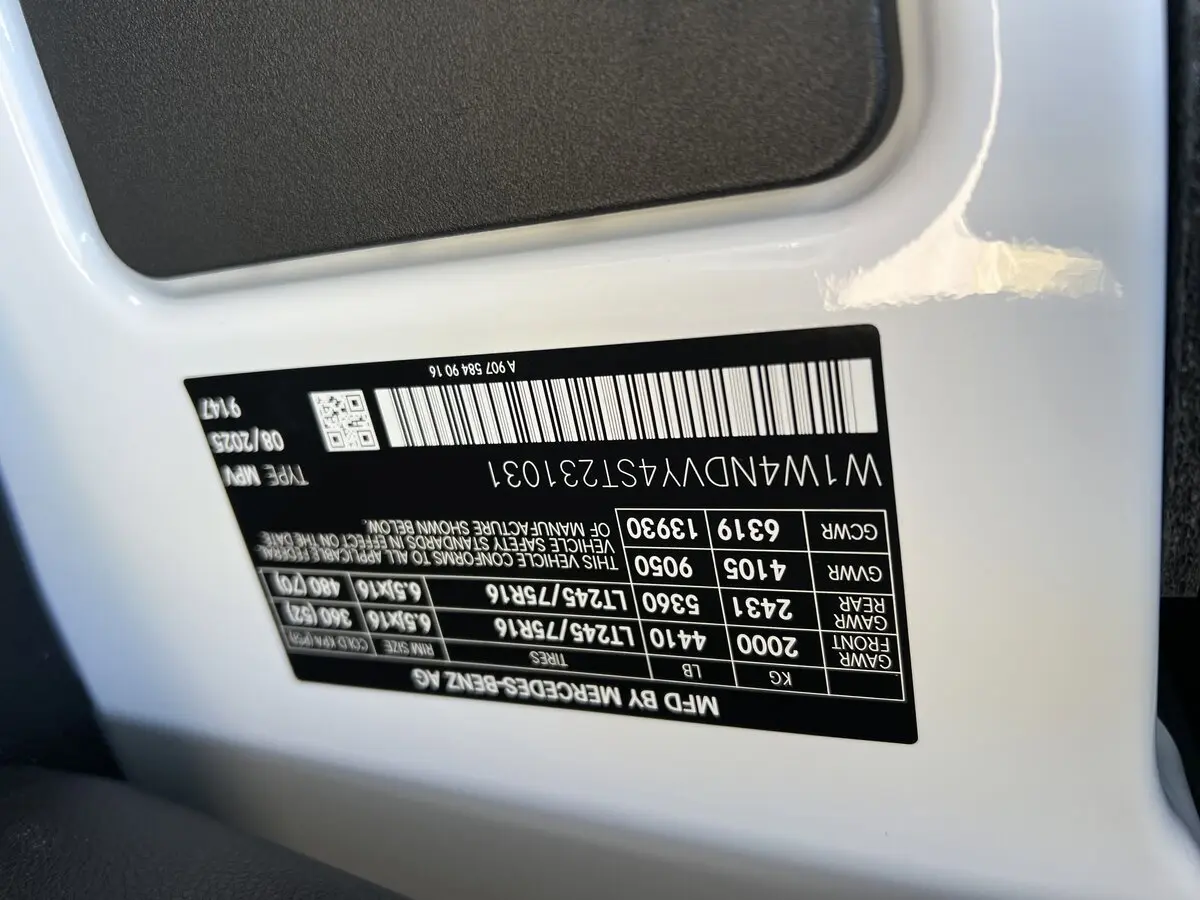 MFD BY MERCEDES-BENZ AG
KG LB TIRES RIM SIZE COLD KPA (PSI)
GAWR FRONT 2000 4410 LT245/75R16 6.5Jx16 360 (52)
GAWR REAR 2431 5360 LT245/75R16 6.5Jx16 480 (70)
GVWR 4105 9050
GCWR 6319 13930
THIS VEHICLE CONFORMS TO ALL APPLICABLE FEDERAL
VEHICLE SAFETY STANDARDS IN EFFECT ON THE DATE
OF MANUFACTURE SHOWN BELOW.
W1W4NDVY4ST231031
TYPE MPV
08/2025
9147
A 907 584 90 16